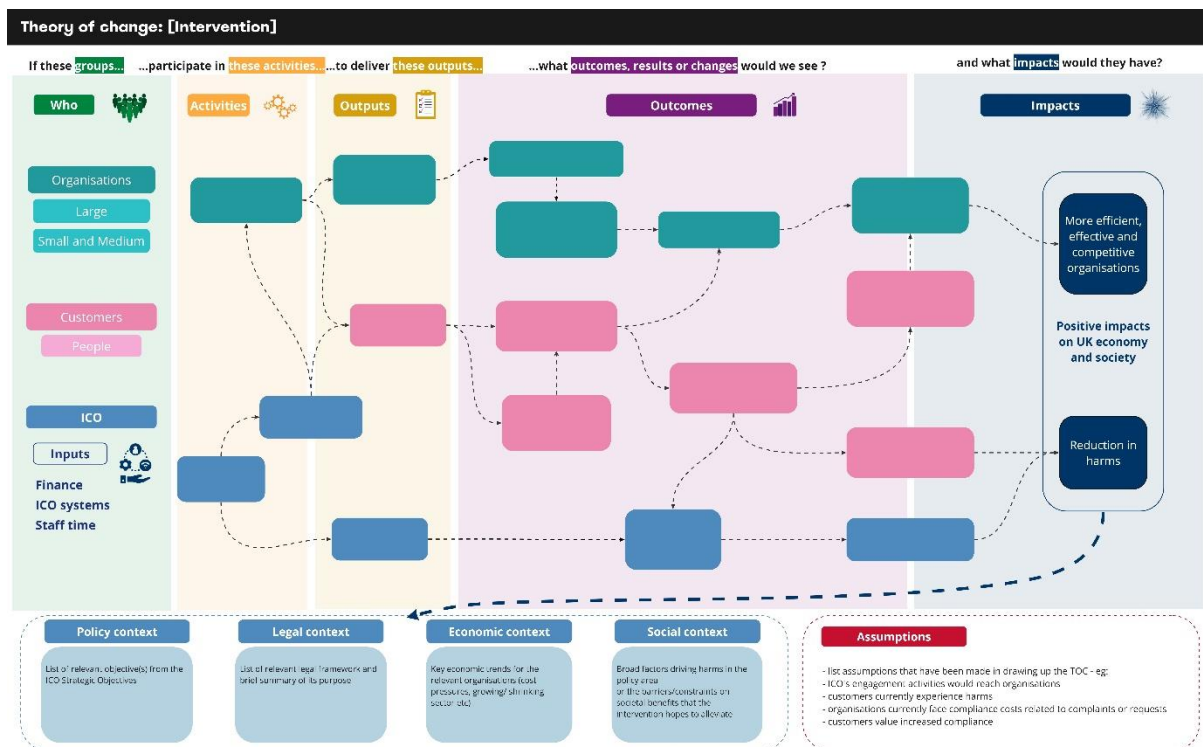 Theory of change: [Intervention]
If these groups... ...participate in these activities... ...to deliver these outputs... ...what outcomes, results or changes would we see ? and what impacts would they have?
Who
Activities
Outputs
Outcomes
Impacts
Organisations
Large
Small and Medium
Customers
People
ICO
Inputs
Finance
ICO systems
Staff time
More efficient,
effective and
competitive
organisations
Positive impacts
on UK economy
and society
Reduction in
harms
Policy context
List of relevant objective(s) from the
ICO Strategic Objectives
Legal context
List of relevant legal framework and
brief summary of its purpose
Economic context
Key economic trends for the
relevant organisations (cost
pressures, growing/ shrinking
sector etc)
Social context
Broad factors driving harms in the
policy area
or the barriers/constraints on
societal benefits that the
intervention hopes to alleviate
Assumptions
- list assumptions that have been made in drawing up the TOC - eg:
- ICO's engagement activities would reach organisations
- customers currently experience harms
- organisations currently face compliance costs related to complaints or requests
- customers value increased compliance